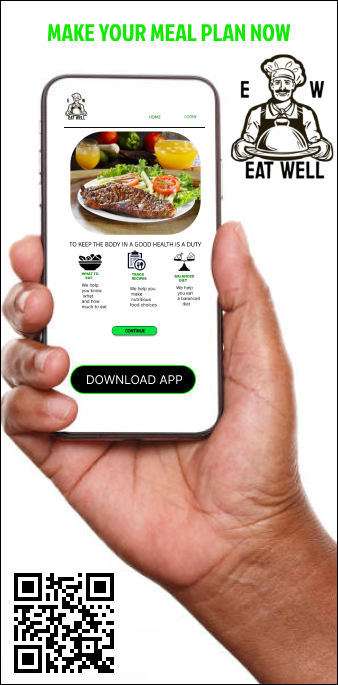 MAKE YOUR MEAL PLAN NOW
E W
EAT WELL
E W
EAT WELL
HOME LOGIN
TO KEEP THE BODY IN A GOOD HEALTH IS A DUTY
WHAT TO
EAT
We help
you know
what
and how
much to eat
TRACK
RECIPES
We help you
make
nutritious
food choices
BALANCED
DIET
We help
you eat
a balanced
diet
CONTINUE
DOWNLOAD APP